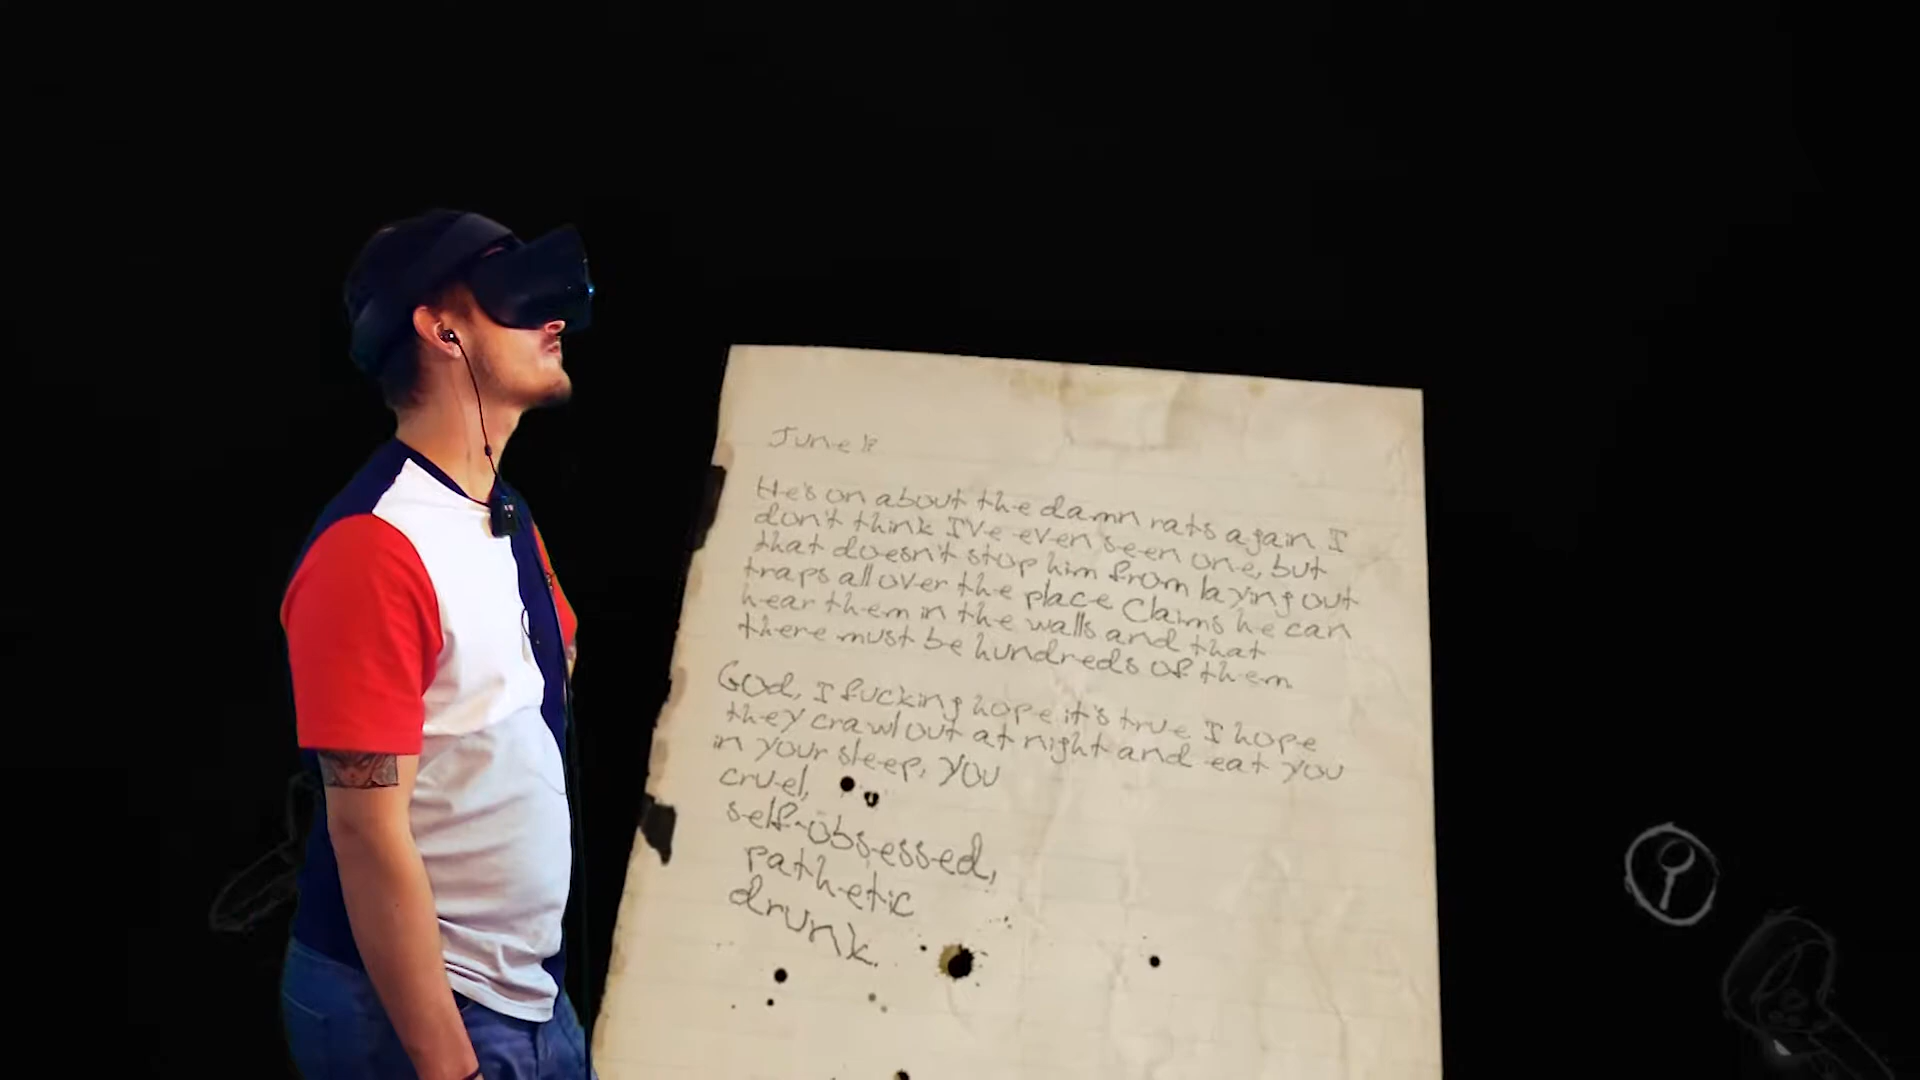 June 18
He's on about the damn rats again I
don't think I've even seen one, but
that doesn't stop him from laying out
traps all over the place Claims he can
hear them in the walls and that
there must be hundreds of them
God, I fucking hope it's true I hope
they crawl out at night and eat you
in your sleep, you
cruel,
self-obsessed,
pathetic
drunk.